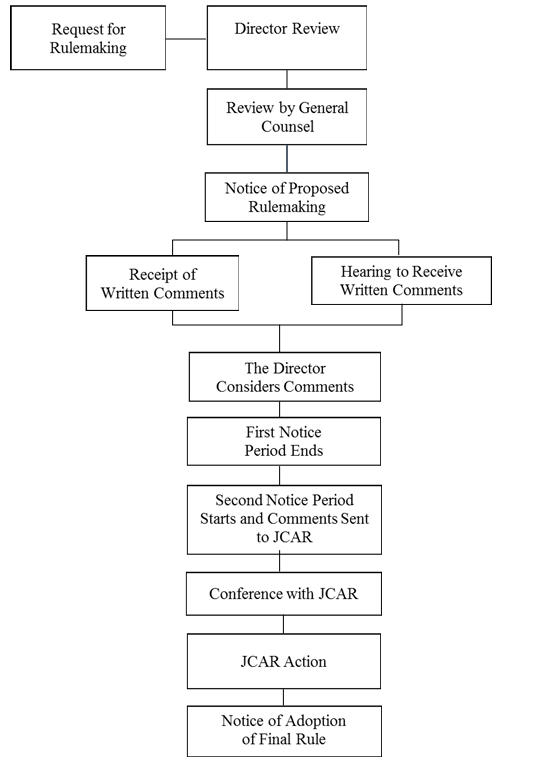 Request for
Rulemaking
Director Review
Review by General
Counsel
Notice of Proposed
Rulemaking
Receipt of
Written Comments
Hearing to Receive
Written Comments
The Director
Considers Comments
First Notice
Period Ends
Second Notice Period
Starts and Comments Sent
to JCAR
Conference with JCAR
JCAR Action
Notice of Adoption
of Final Rule